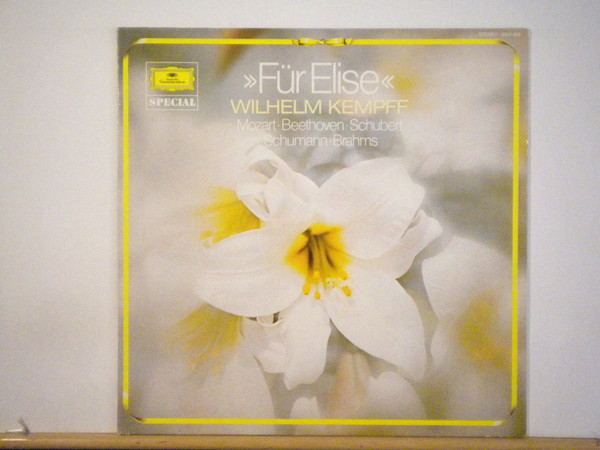 »Für Elise«
SPECIAL
WILHELM KEMPFF
Mozart·Beethoven·Schubert
Schumann·Brahms